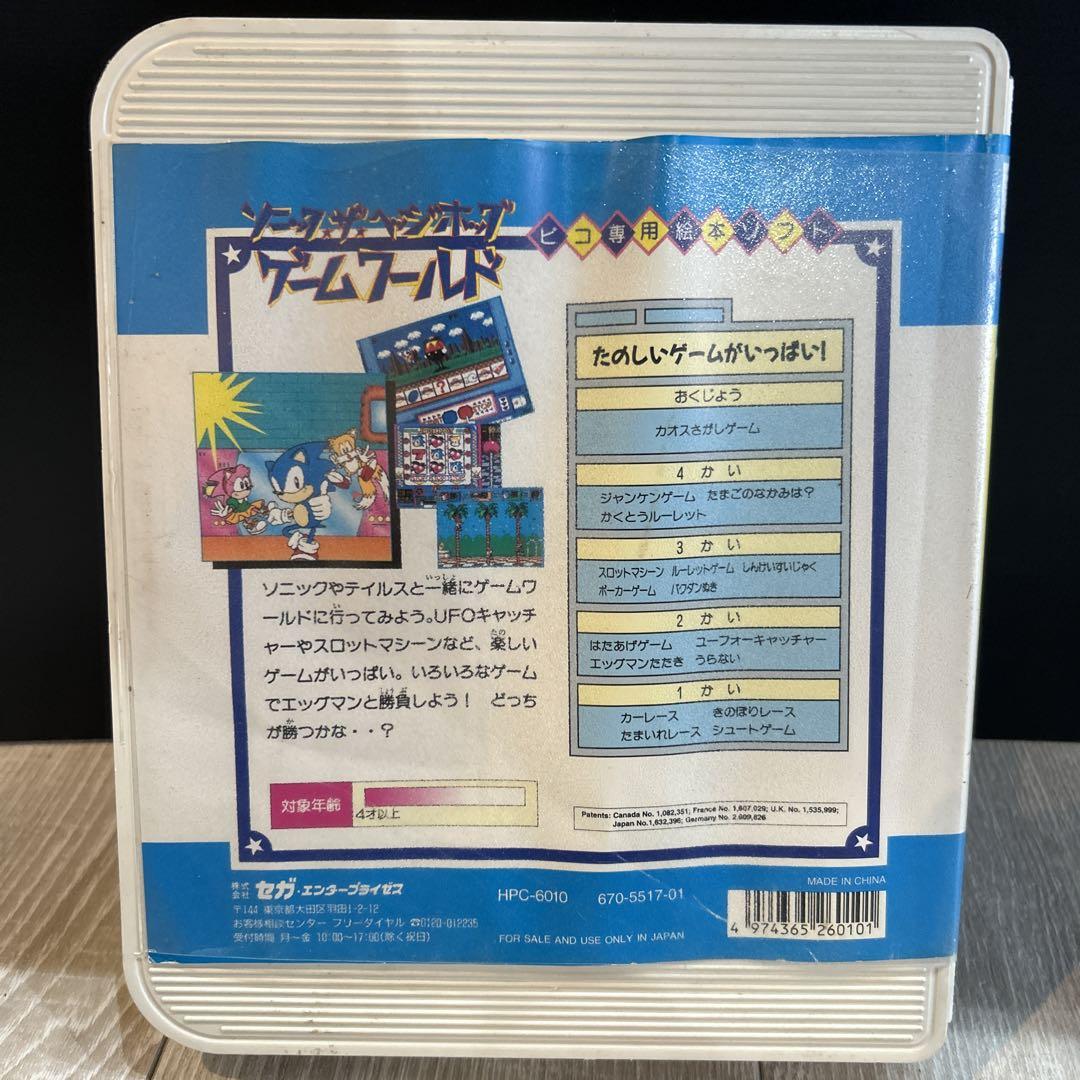 ソニック・ザ・ヘッジホッグ
ゲームワールド
ピコ専用絵本ソフト
たのしいゲームがいっぱい!
おくじょう
カオスさがしゲーム
4かい
ジャンケンゲーム たまごのなかみは?
かくとうルーレット
3かい
スロットマシーン ルーレットゲーム しんけいすいじゃく
ポーカーゲーム バクダンぬき
2かい
はたあげゲーム ユーフォーキャッチャー
エッグマンたたき うらない
1かい
カーレース きのぼりレース
たまいれレース シュートゲーム
ソニックやテイルスと一緒にゲームワ
ールドに行ってみよう。UFOキャッチ
ャーやスロットマシーンなど、楽しい
ゲームがいっぱい。いろいろなゲーム
でエッグマンと勝負しよう! どっち
が勝つかな・・?
対象年齢
4才以上
Patents: Canada No. 1,082,351; France No. 1,607,029; U.K. No. 1,535,999;
Japan No.1,632,396; Germany No. 2,609,826
株式会社 セガ・エンタープライゼス
〒144 東京都大田区羽田1-2-12
お客様相談センター フリーダイヤル ☎0120-012235
受付時間 月〜金 10:00〜17:00(除く祝日)
HPC-6010 670-5517-01
FOR SALE AND USE ONLY IN JAPAN
MADE IN CHINA
4 974365 260101